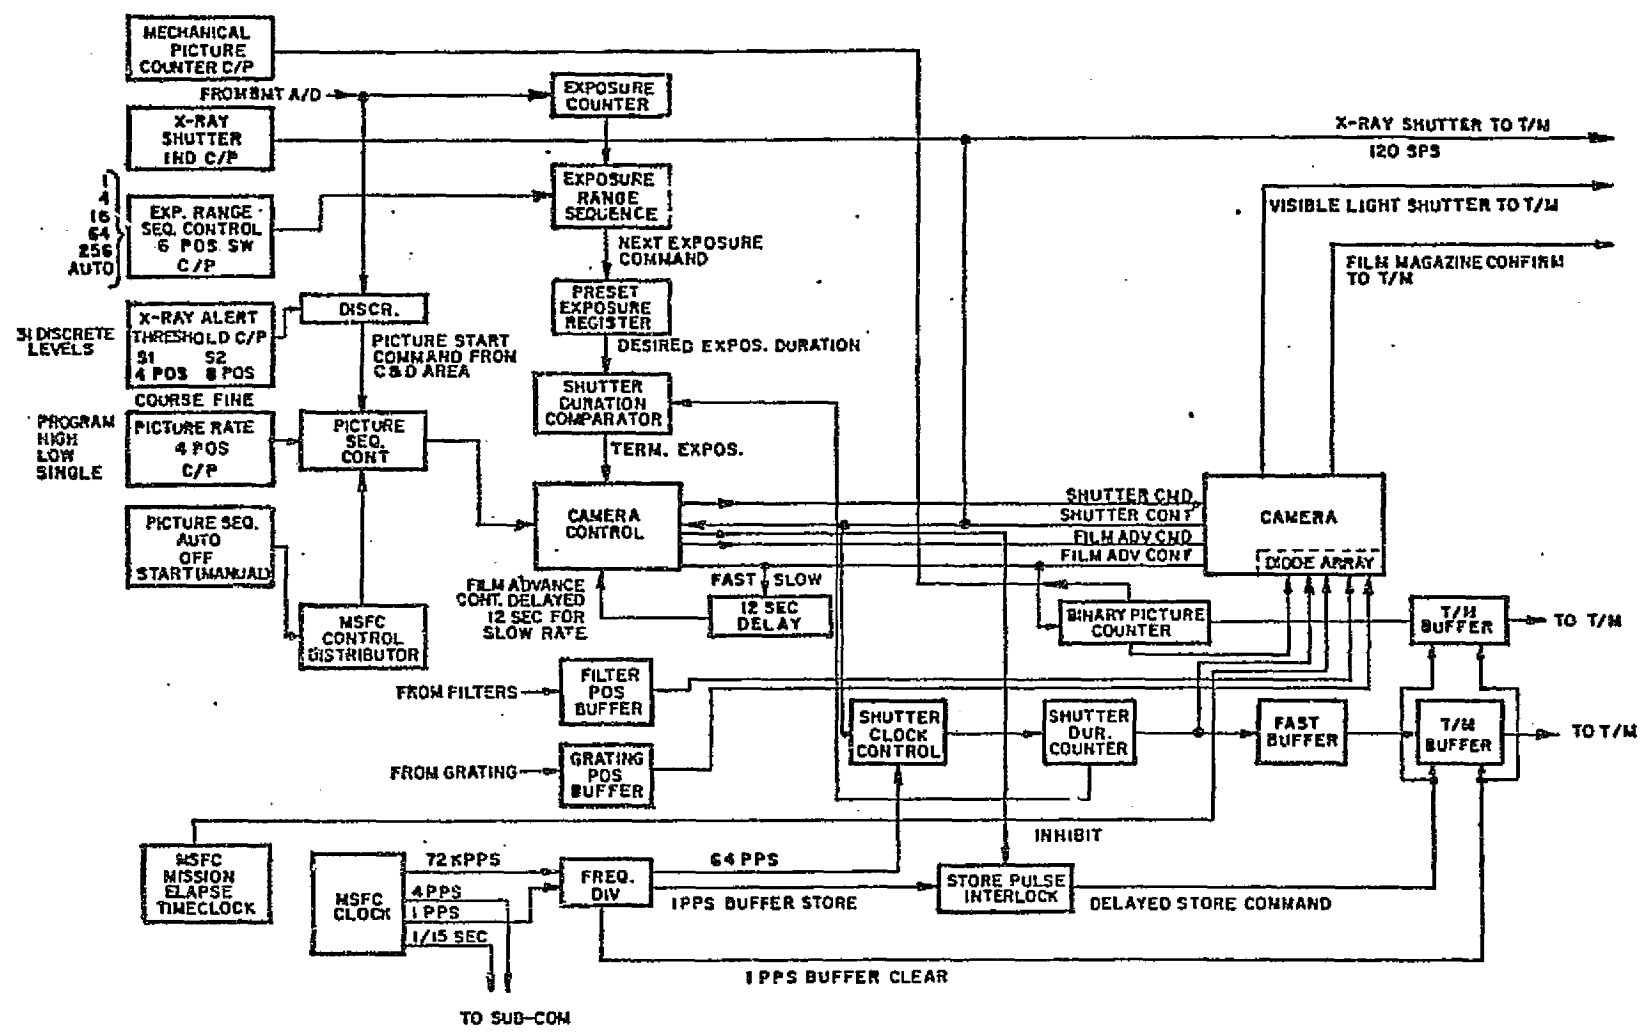 MECHANICAL
PICTURE
COUNTER C/P
FROM BMT A/D
EXPOSURE
COUNTER
X-RAY
SHUTTER
IND C/P
X-RAY SHUTTER TO T/M
120 SPS
1
4
16
64
256
AUTO
EXP. RANGE
SEQ. CONTROL
6 POS SW
C/P
EXPOSURE
RANGE
SEQUENCE
VISIBLE LIGHT SHUTTER TO T/M
NEXT EXPOSURE
COMMAND
FILM MAGAZINE CONFIRM
TO T/M
PRESET
EXPOSURE
REGISTER
DISCR.
31 DISCRETE
LEVELS
X-RAY ALERT
THRESHOLD C/P
S1 S2
4 POS 8 POS
COURSE FINE
PICTURE START
COMMAND FROM
C&D AREA
DESIRED EXPOS. DURATION
SHUTTER
DURATION
COMPARATOR
PROGRAM
HIGH
LOW
SINGLE
PICTURE RATE
4 POS
C/P
PICTURE
SEQ.
CONT
TERM. EXPOS.
CAMERA
CONTROL
SHUTTER CMD
SHUTTER CONF
FILM ADV CMD
FILM ADV CONF
CAMERA
DIODE ARRAY
PICTURE SEQ.
AUTO
OFF
START(MANUAL)
FAST SLOW
FILM ADVANCE
CONT. DELAYED
12 SEC FOR
SLOW RATE
12 SEC
DELAY
MSFC
CONTROL
DISTRIBUTOR
BINARY PICTURE
COUNTER
T/M
BUFFER
TO T/M
FROM FILTERS
FILTER
POS
BUFFER
SHUTTER
CLOCK
CONTROL
SHUTTER
DUR.
COUNTER
FAST
BUFFER
T/M
BUFFER
TO T/M
FROM GRATING
GRATING
POS
BUFFER
INHIBIT
MSFC
MISSION
ELAPSE
TIMECLOCK
MSFC
CLOCK
72 KPPS
4 PPS
1 PPS
1/15 SEC
FREQ.
DIV
64 PPS
1 PPS BUFFER STORE
STORE PULSE
INTERLOCK
DELAYED STORE COMMAND
1 PPS BUFFER CLEAR
TO SUB-COM